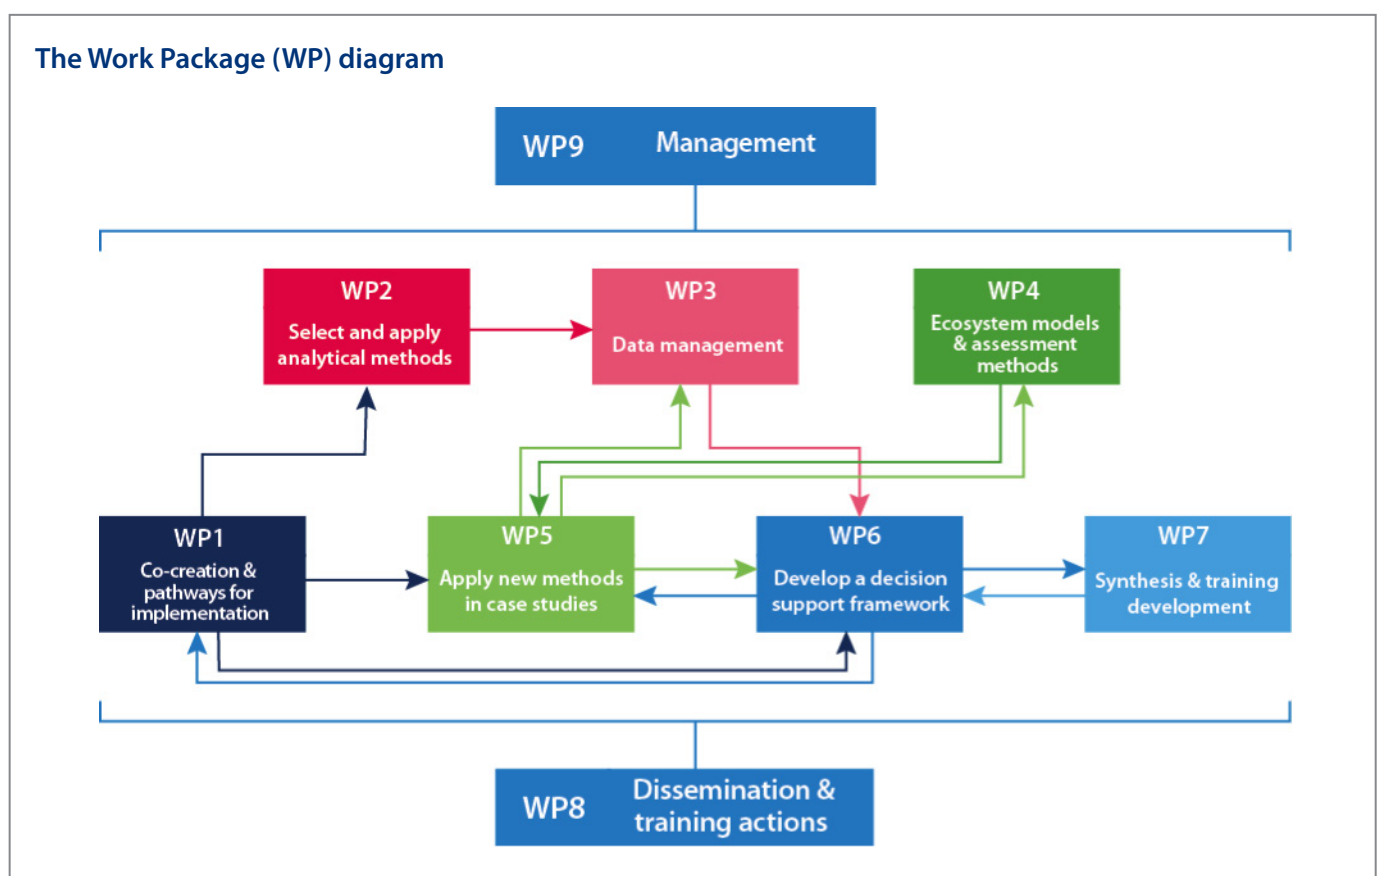 The Work Package (WP) diagram
WP9
Management
WP2
Select and apply
analytical methods
WP3
Data management
WP4
Ecosystem models
& assessment
methods
WP1
Co-creation &
pathways for
implementation
WP5
Apply new methods
in case studies
WP6
Develop a decision
support framework
WP7
Synthesis & training
development
WP8
Dissemination &
training actions